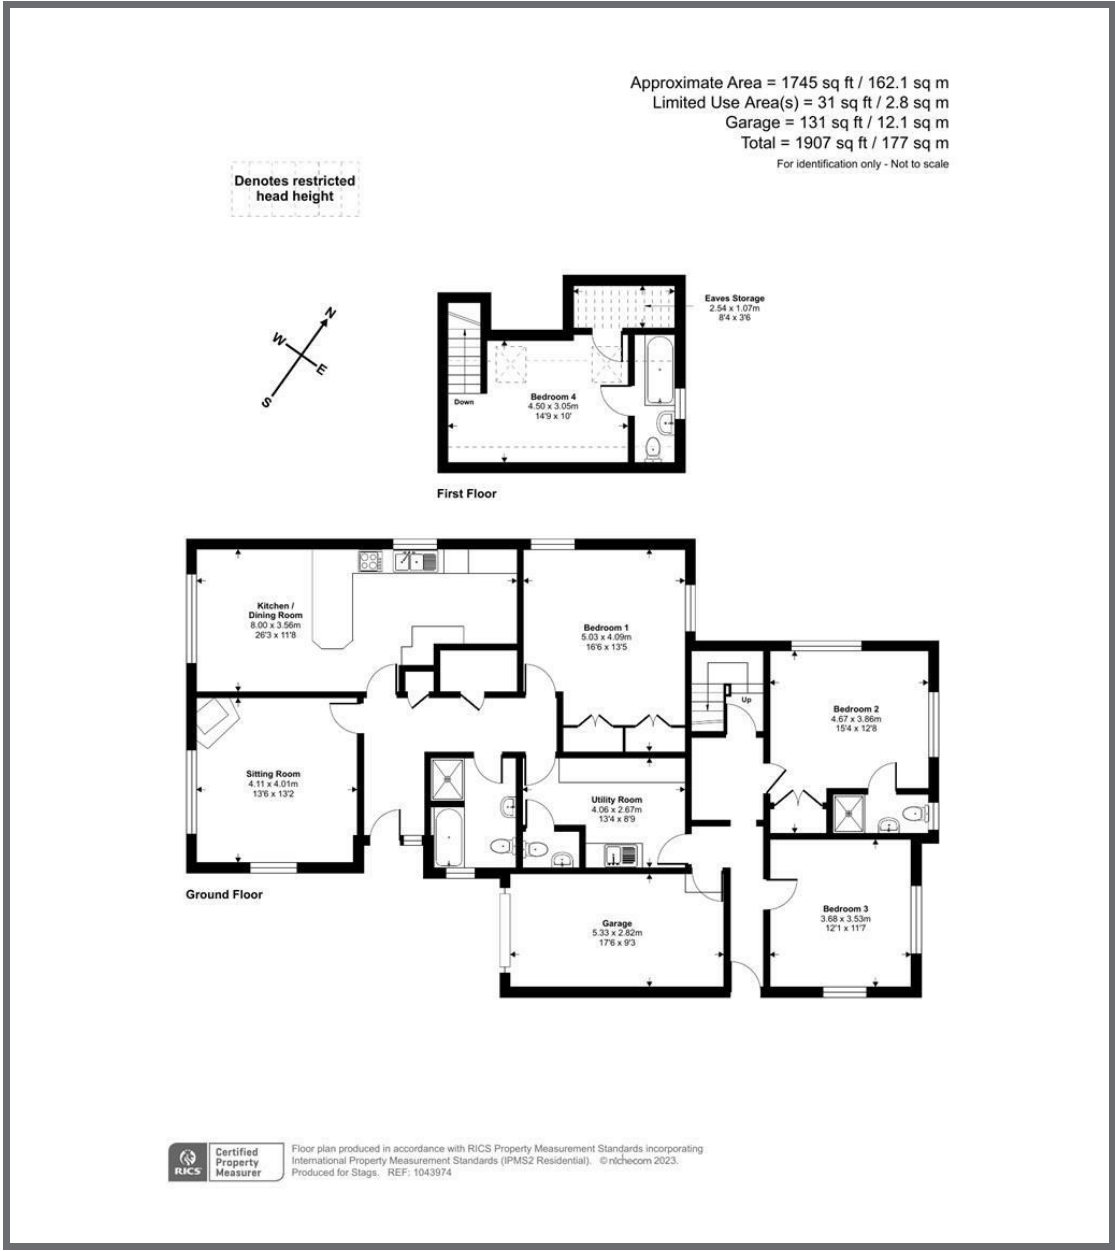 Approximate Area = 1745 sq ft / 162.1 sq m
Limited Use Area(s) = 31 sq ft / 2.8 sq m
Garage = 131 sq ft / 12.1 sq m
Total = 1907 sq ft / 177 sq m
For identification only - Not to scale
Denotes restricted
head height
N
W
E
S
Eaves Storage
2.54 x 1.07m
8'4 x 3'6
Down
Bedroom 4
4.50 x 3.05m
14'9 x 10'
First Floor
Kitchen /
Dining Room
8.00 x 3.56m
26'3 x 11'8
Bedroom 1
5.03 x 4.09m
16'6 x 13'5
Up
Bedroom 2
4.67 x 3.86m
15'4 x 12'8
Sitting Room
4.11 x 4.01m
13'6 x 13'2
Utility Room
4.06 x 2.67m
13'4 x 8'9
Ground Floor
Garage
5.33 x 2.82m
17'6 x 9'3
Bedroom 3
3.68 x 3.53m
12'1 x 11'7
RICS
Certified
Property
Measurer
Floor plan produced in accordance with RICS Property Measurement Standards incorporating
International Property Measurement Standards (IPMS2 Residential). © nichecom 2023.
Produced for Stags. REF: 1043974